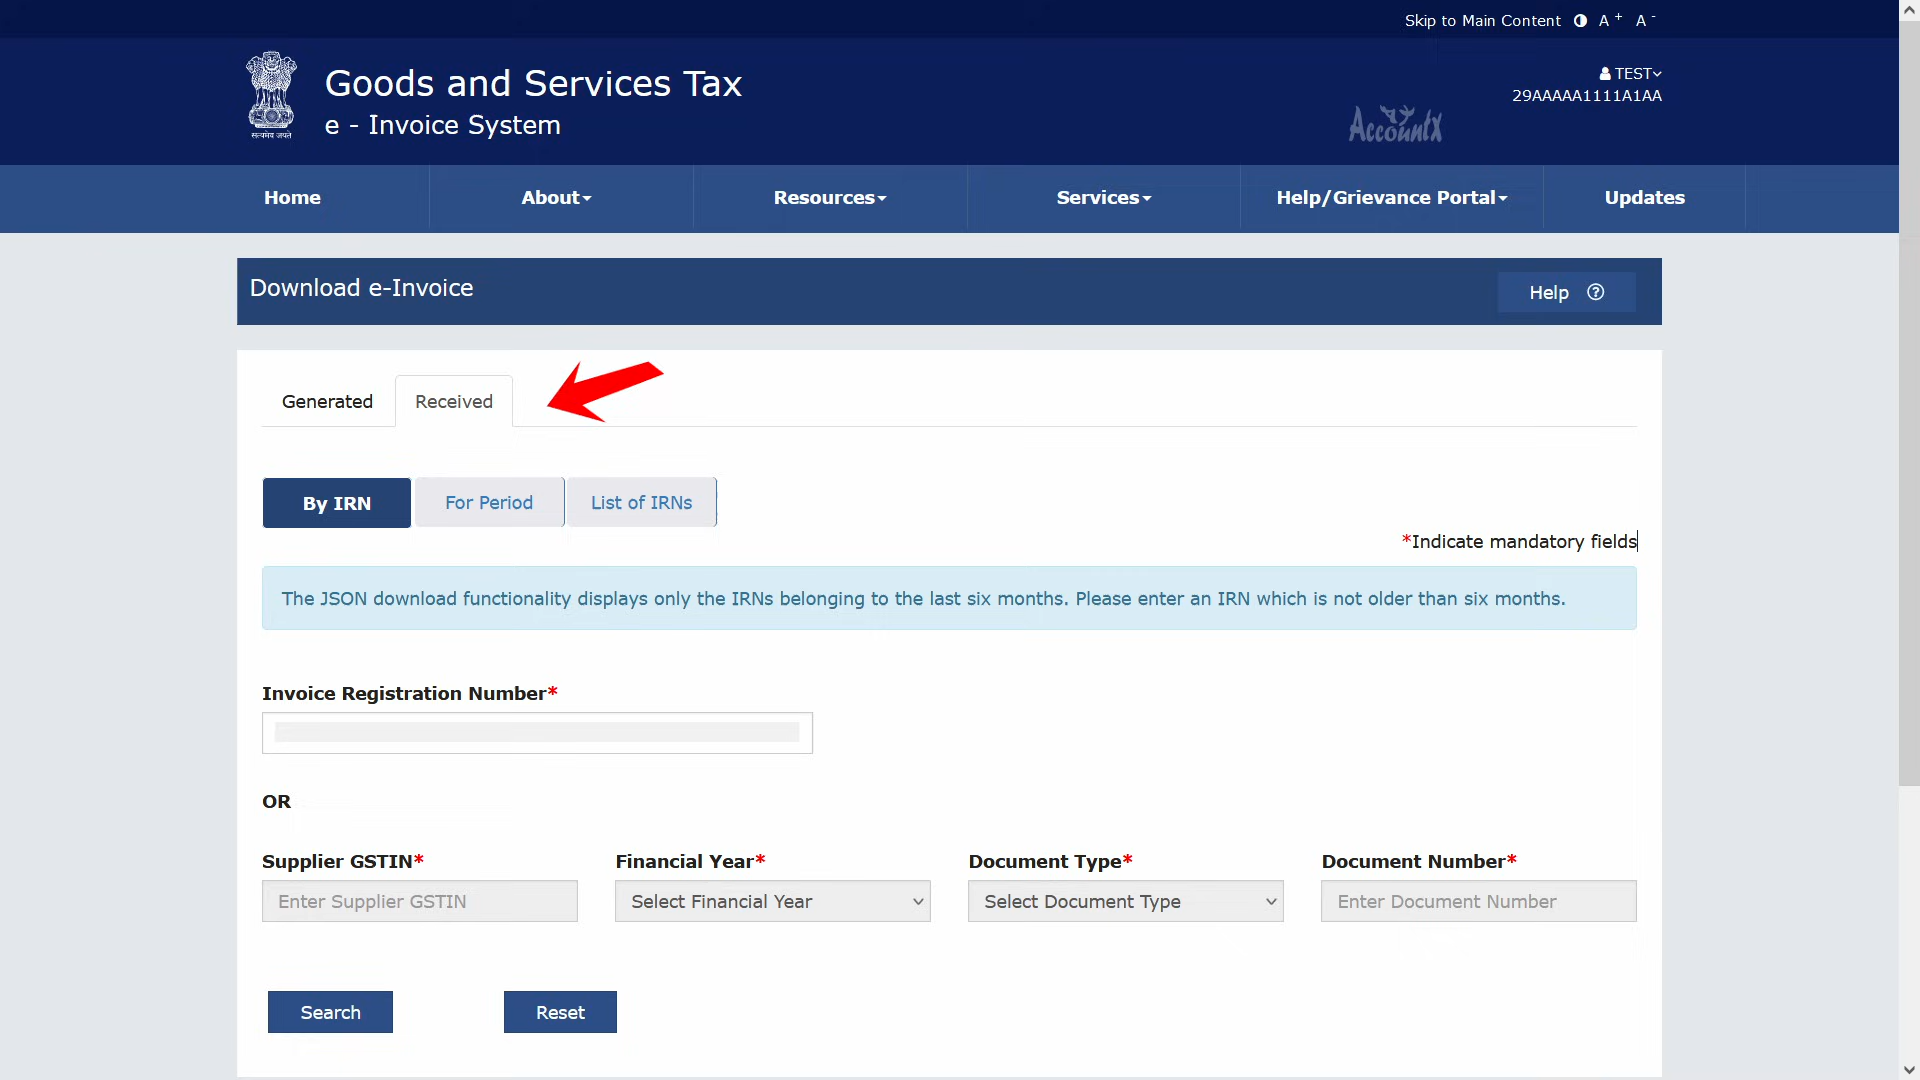 Skip to Main Content A + A -
सत्यमेव जयते
Goods and Services Tax
e - Invoice System
AccountX
TEST
29AAAAA1111A1AA
Home About Resources Services Help/Grievance Portal Updates
Download e-Invoice
Help ?
Generated Received
By IRN For Period List of IRNs
*Indicate mandatory fields
The JSON download functionality displays only the IRNs belonging to the last six months. Please enter an IRN which is not older than six months.
Invoice Registration Number*
OR
Supplier GSTIN* Financial Year* Document Type* Document Number*
Enter Supplier GSTIN Select Financial Year Select Document Type Enter Document Number
Search Reset